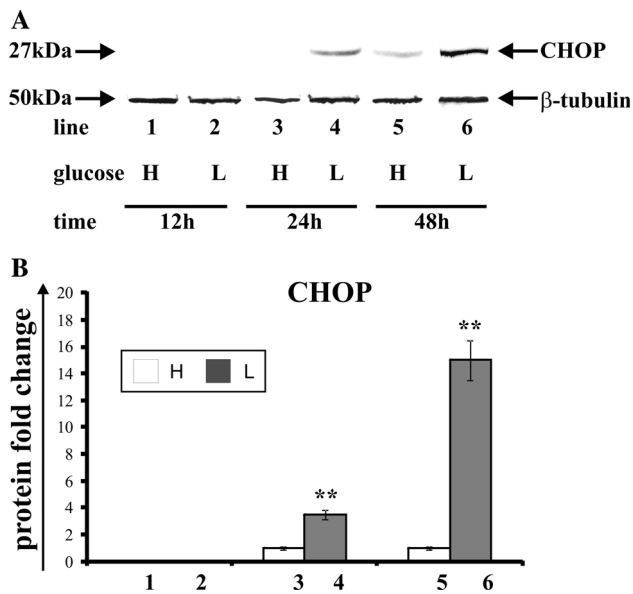 A
27kDa CHOP
50kDa β-tubulin
line 1 2 3 4 5 6
glucose H L H L H L
time 12h 24h 48h
B
CHOP
protein fold change
20
18
16
14
12
10
8
6
4
2
0
H L
**
**
1 2 3 4 5 6